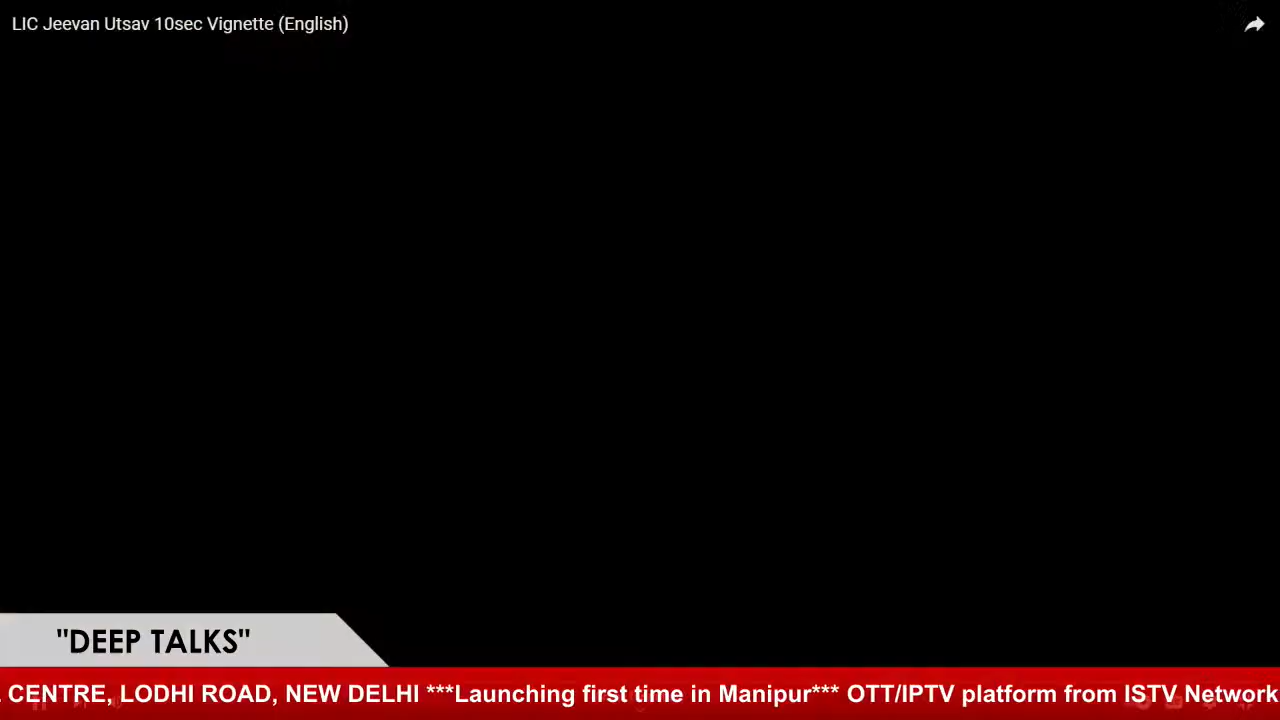 LIC Jeevan Utsav 10sec Vignette (English)
"DEEP TALKS"
CENTRE, LODHI ROAD, NEW DELHI ***Launching first time in Manipur*** OTT/IPTV platform from ISTV Network